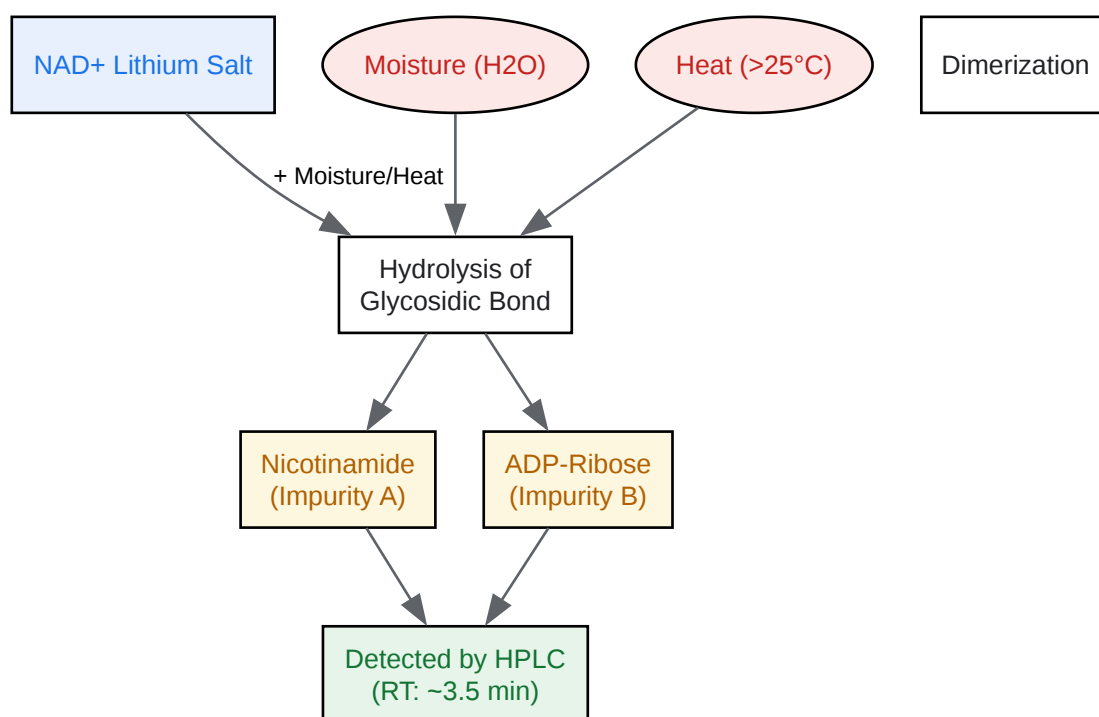 NAD+ Lithium Salt
Moisture (H2O)
Heat (>25°C)
Dimerization
+ Moisture/Heat
Hydrolysis of
Glycosidic Bond
Nicotinamide
(Impurity A)
ADP-Ribose
(Impurity B)
Detected by HPLC
(RT: ~3.5 min)